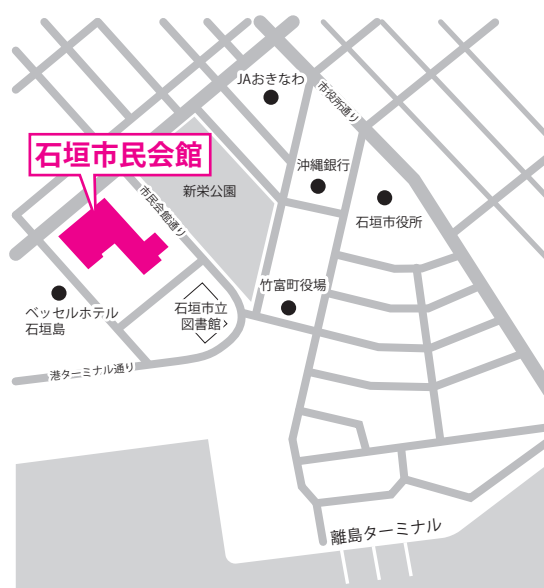 JAおきなわ
市役所通り
石垣市民会館
沖縄銀行
新栄公園
市民会館通り
石垣市役所
竹富町役場
ベッセルホテル
石垣島
石垣市立
図書館
港ターミナル通り
離島ターミナル